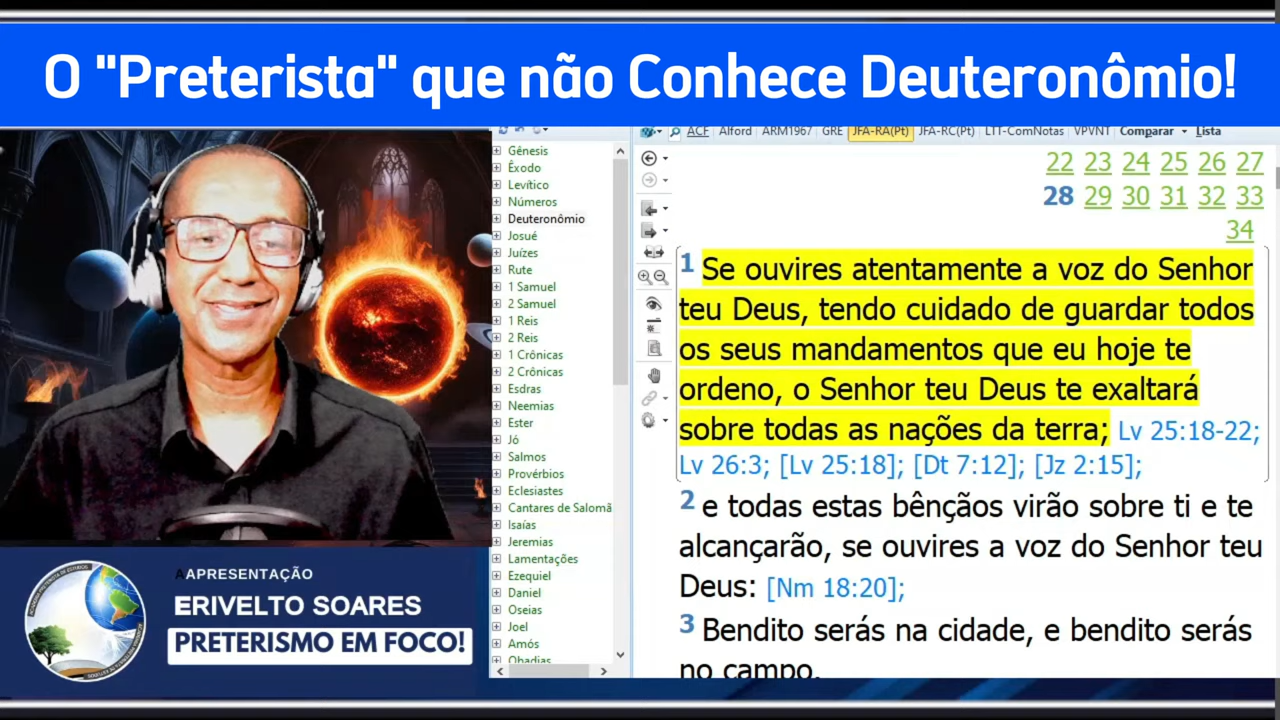 O "Preterista" que não Conhece Deuteronômio!
ACF Alford ARM1967 GRE JFA-RA(Pt) JFA-RC(Pt) LTT-ComNotas VPVNT Comparar Lista
Gênesis
Êxodo
Levítico
Números
Deuteronômio
Josué
Juízes
Rute
1 Samuel
2 Samuel
1 Reis
2 Reis
1 Crônicas
2 Crônicas
Esdras
Neemias
Ester
Jó
Salmos
Provérbios
Eclesiastes
Cantares de Salomã
Isaías
Jeremias
Lamentações
Ezequiel
Daniel
Oseias
Joel
Amós
Obadias
22 23 24 25 26 27
28 29 30 31 32 33
34
1 Se ouvires atentamente a voz do Senhor
teu Deus, tendo cuidado de guardar todos
os seus mandamentos que eu hoje te
ordeno, o Senhor teu Deus te exaltará
sobre todas as nações da terra; Lv 25:18-22;
Lv 26:3; [Lv 25:18]; [Dt 7:12]; [Jz 2:15];
2 e todas estas bênçãos virão sobre ti e te
alcançarão, se ouvires a voz do Senhor teu
Deus: [Nm 18:20];
3 Bendito serás na cidade, e bendito serás
no campo.
AAPRESENTAÇÃO
ERIVELTO SOARES
PRETERISMO EM FOCO!